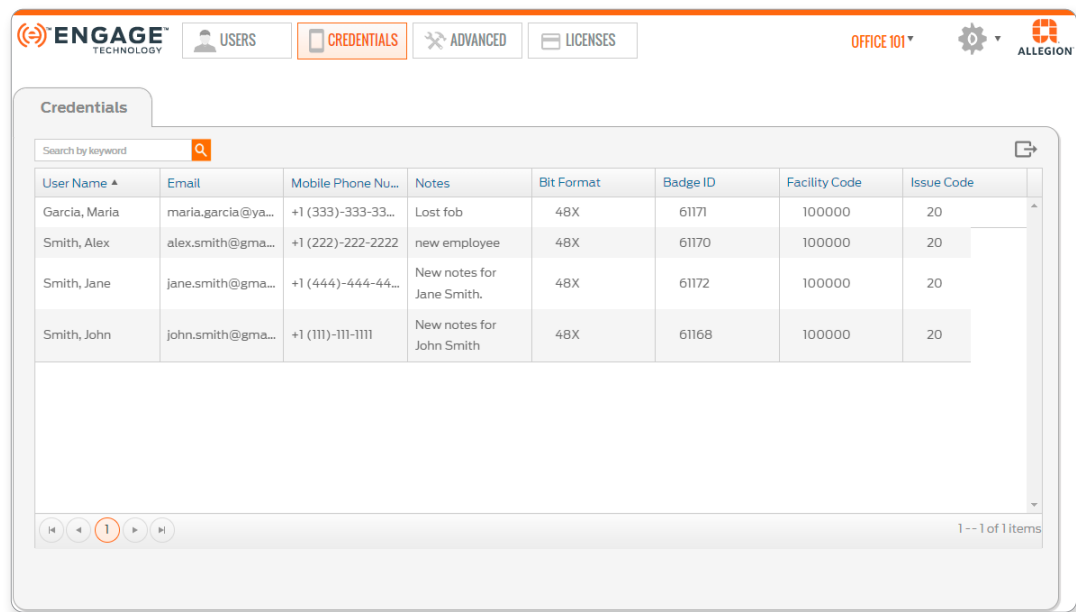 ENGAGE™
TECHNOLOGY
USERS
CREDENTIALS
ADVANCED
LICENSES
OFFICE 101
ALLEGION
Credentials
Search by keyword
User Name Email Mobile Phone Nu... Notes Bit Format Badge ID Facility Code Issue Code
Garcia, Maria maria.garcia@ya... +1 (333)-333-33... Lost fob 48X 61171 100000 20
Smith, Alex alex.smith@gma... +1 (222)-222-2222 new employee 48X 61170 100000 20
Smith, Jane jane.smith@gma... +1 (444)-444-44... New notes for
Jane Smith. 48X 61172 100000 20
Smith, John john.smith@gma... +1 (111)-111-1111 New notes for
John Smith 48X 61168 100000 20
1
1 -- 1 of 1 items